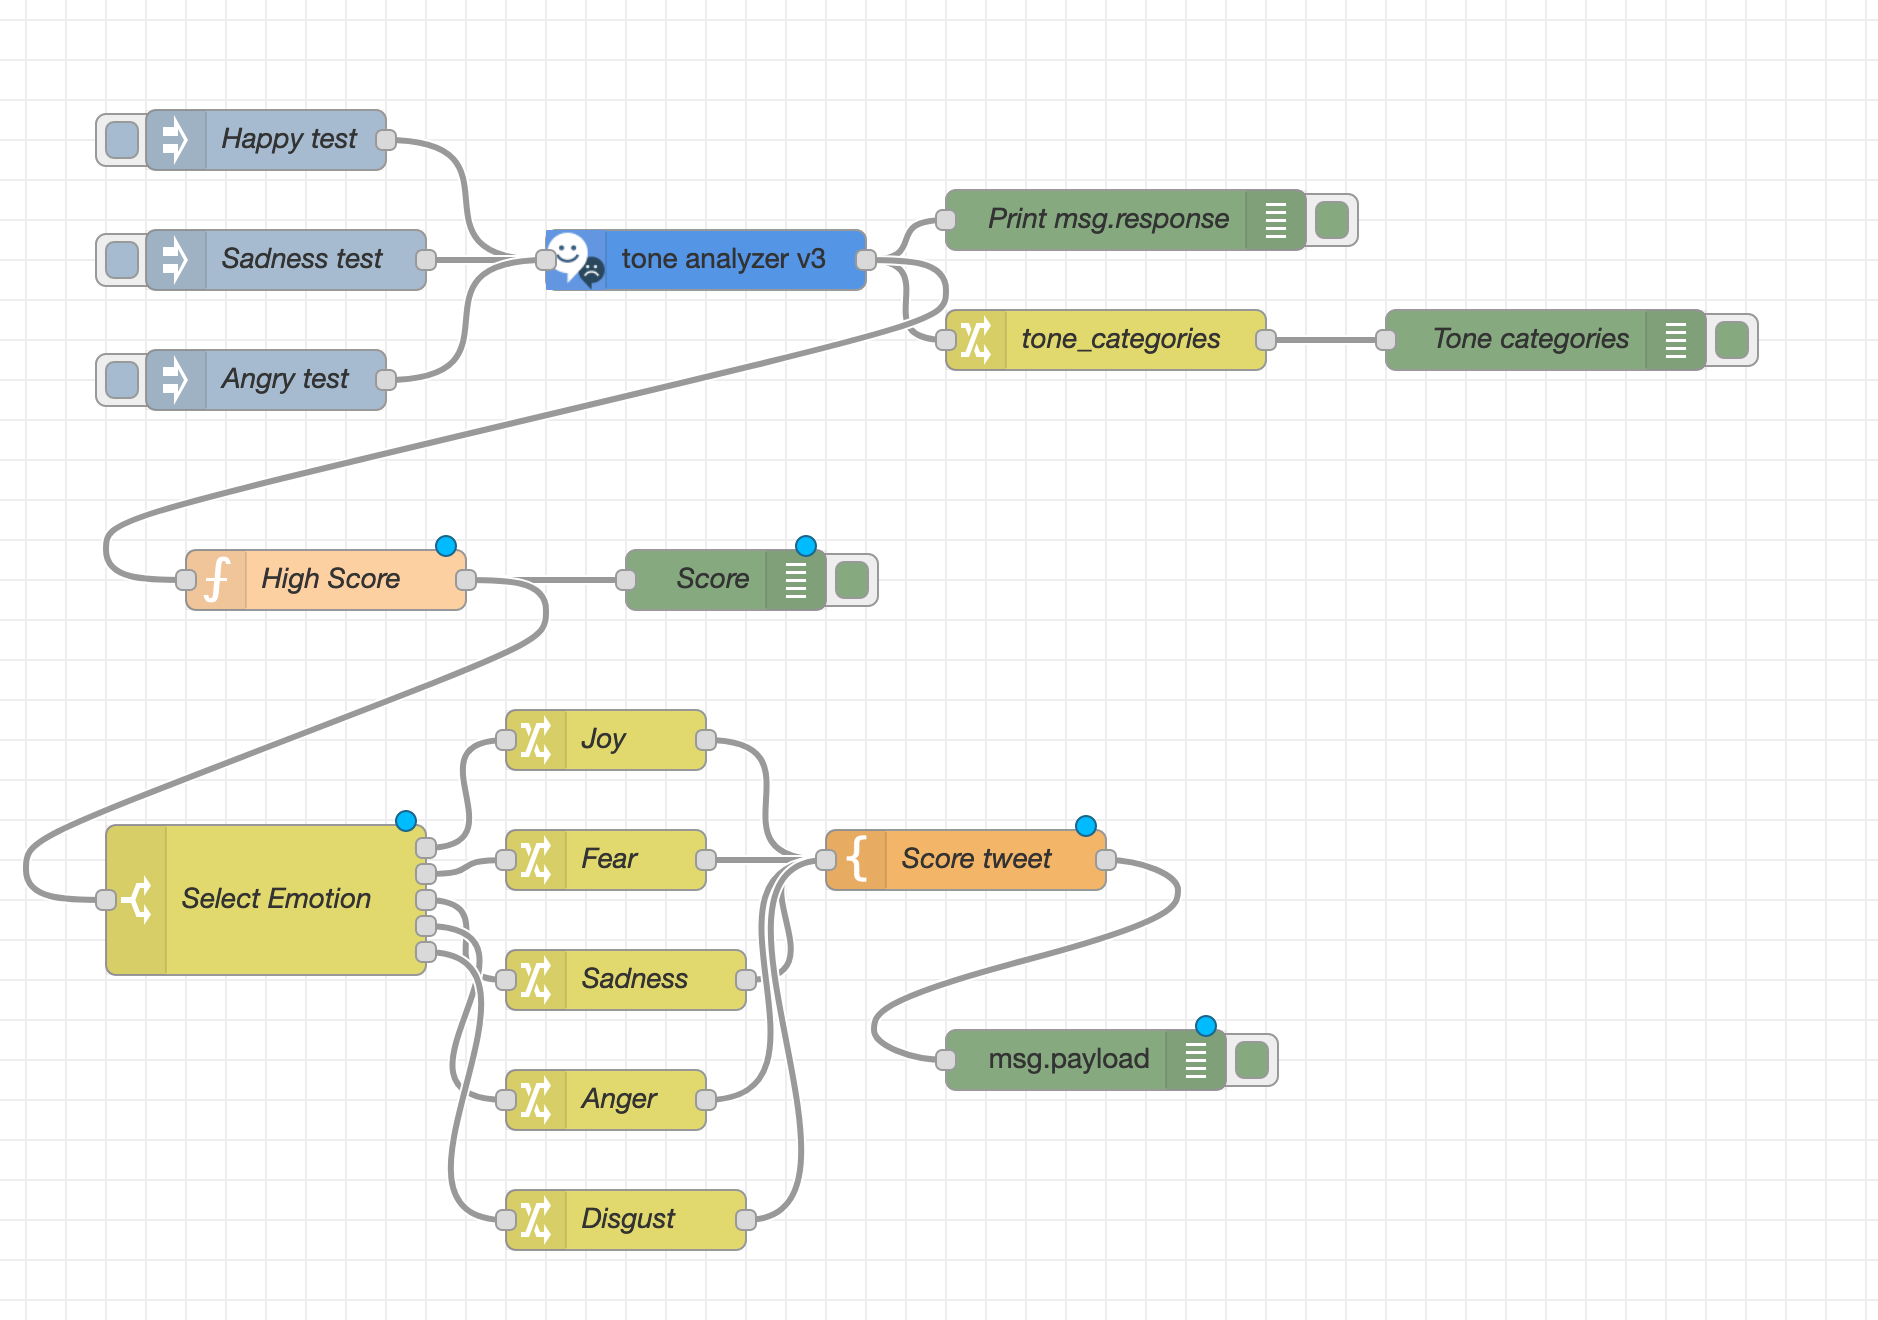 Happy test
Sadness test
Angry test
tone analyzer v3
Print msg.response
tone_categories
Tone categories
High Score
Score
Select Emotion
Joy
Fear
Sadness
Anger
Disgust
Score tweet
msg.payload